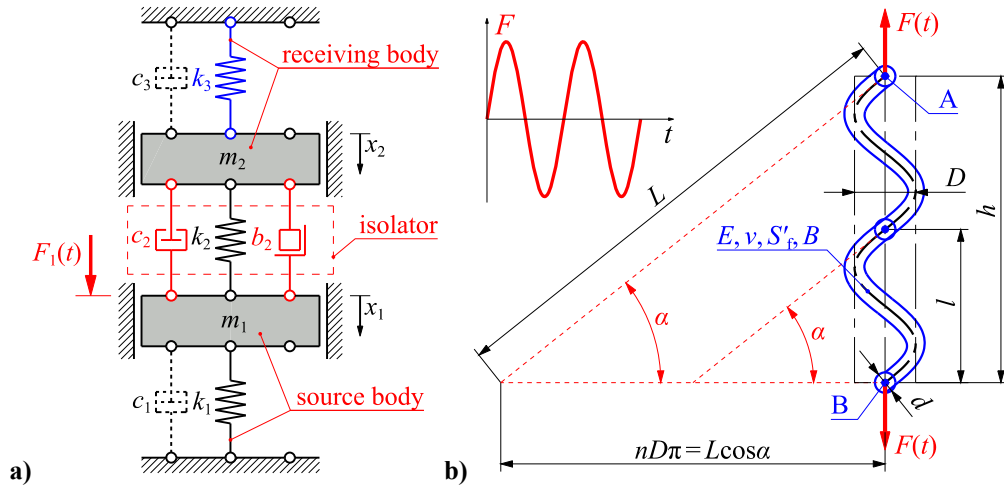 receiving body
c₃
k₃
m₂
x₂
c₂
k₂
b₂
isolator
F₁(t)
m₁
x₁
c₁
k₁
source body
a)
F
t
F(t)
A
L
D
h
E, ν, S'f, B
l
α
α
B
d
F(t)
nDπ = Lcosα
b)